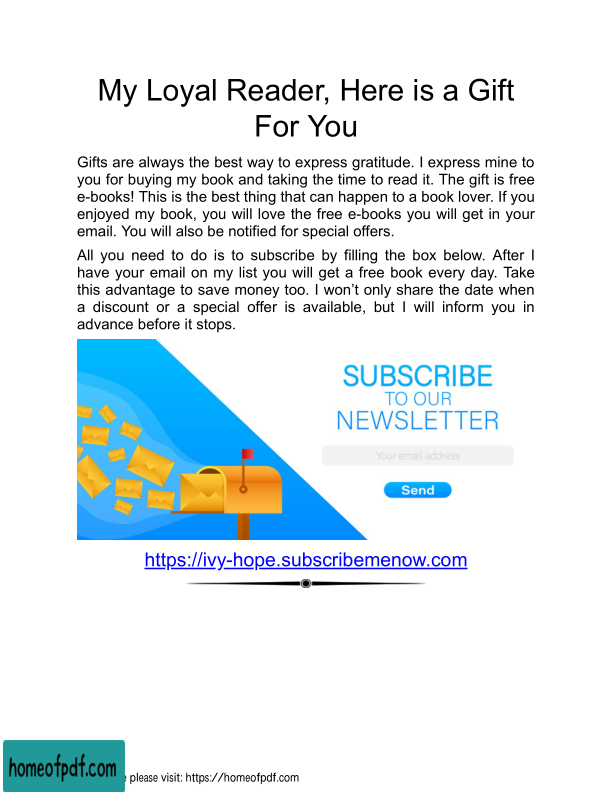 My Loyal Reader, Here is a Gift
For You
Gifts are always the best way to express gratitude. I express mine to
you for buying my book and taking the time to read it. The gift is free
e-books! This is the best thing that can happen to a book lover. If you
enjoyed my book, you will love the free e-books you will get in your
email. You will also be notified for special offers.
All you need to do is to subscribe by filling the box below. After I
have your email on my list you will get a free book every day. Take
this advantage to save money too. I won’t only share the date when
a discount or a special offer is available, but I will inform you in
advance before it stops.
SUBSCRIBE
TO OUR
NEWSLETTER
Your email address
Send
https://ivy-hope.subscribemenow.com
homeofpdf.com
please visit: https://homeofpdf.com